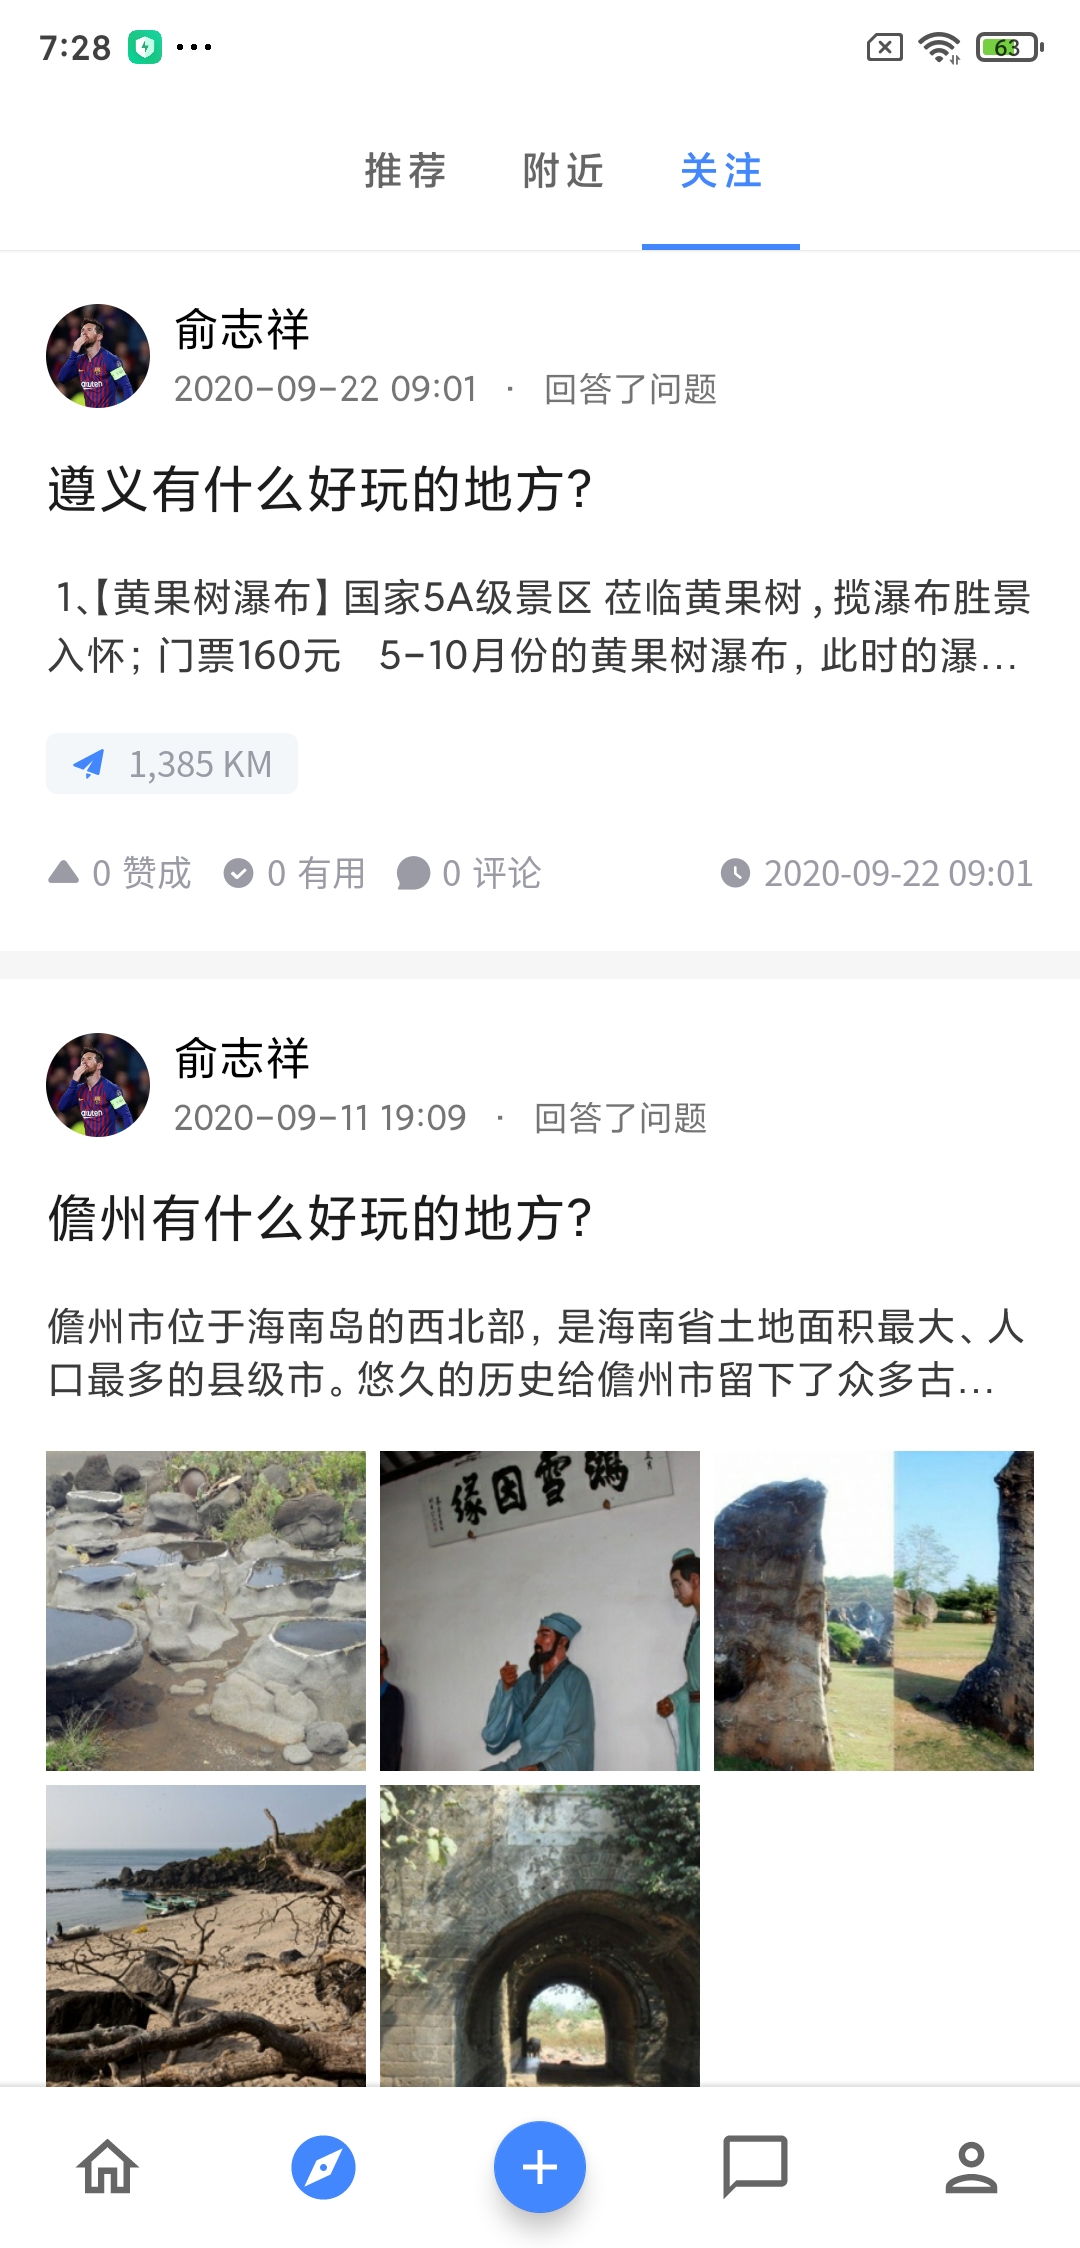 7:28
63
推荐 附近 关注
俞志祥
2020-09-22 09:01 · 回答了问题
遵义有什么好玩的地方?
1、【黄果树瀑布】国家5A级景区 莅临黄果树,揽瀑布胜景
入怀;门票160元 5-10月份的黄果树瀑布,此时的瀑...
1,385 KM
0 赞成 0 有用 0 评论 2020-09-22 09:01
俞志祥
2020-09-11 19:09 · 回答了问题
儋州有什么好玩的地方?
儋州市位于海南岛的西北部,是海南省土地面积最大、人
口最多的县级市。悠久的历史给儋州市留下了众多古...
缘因雪鸿